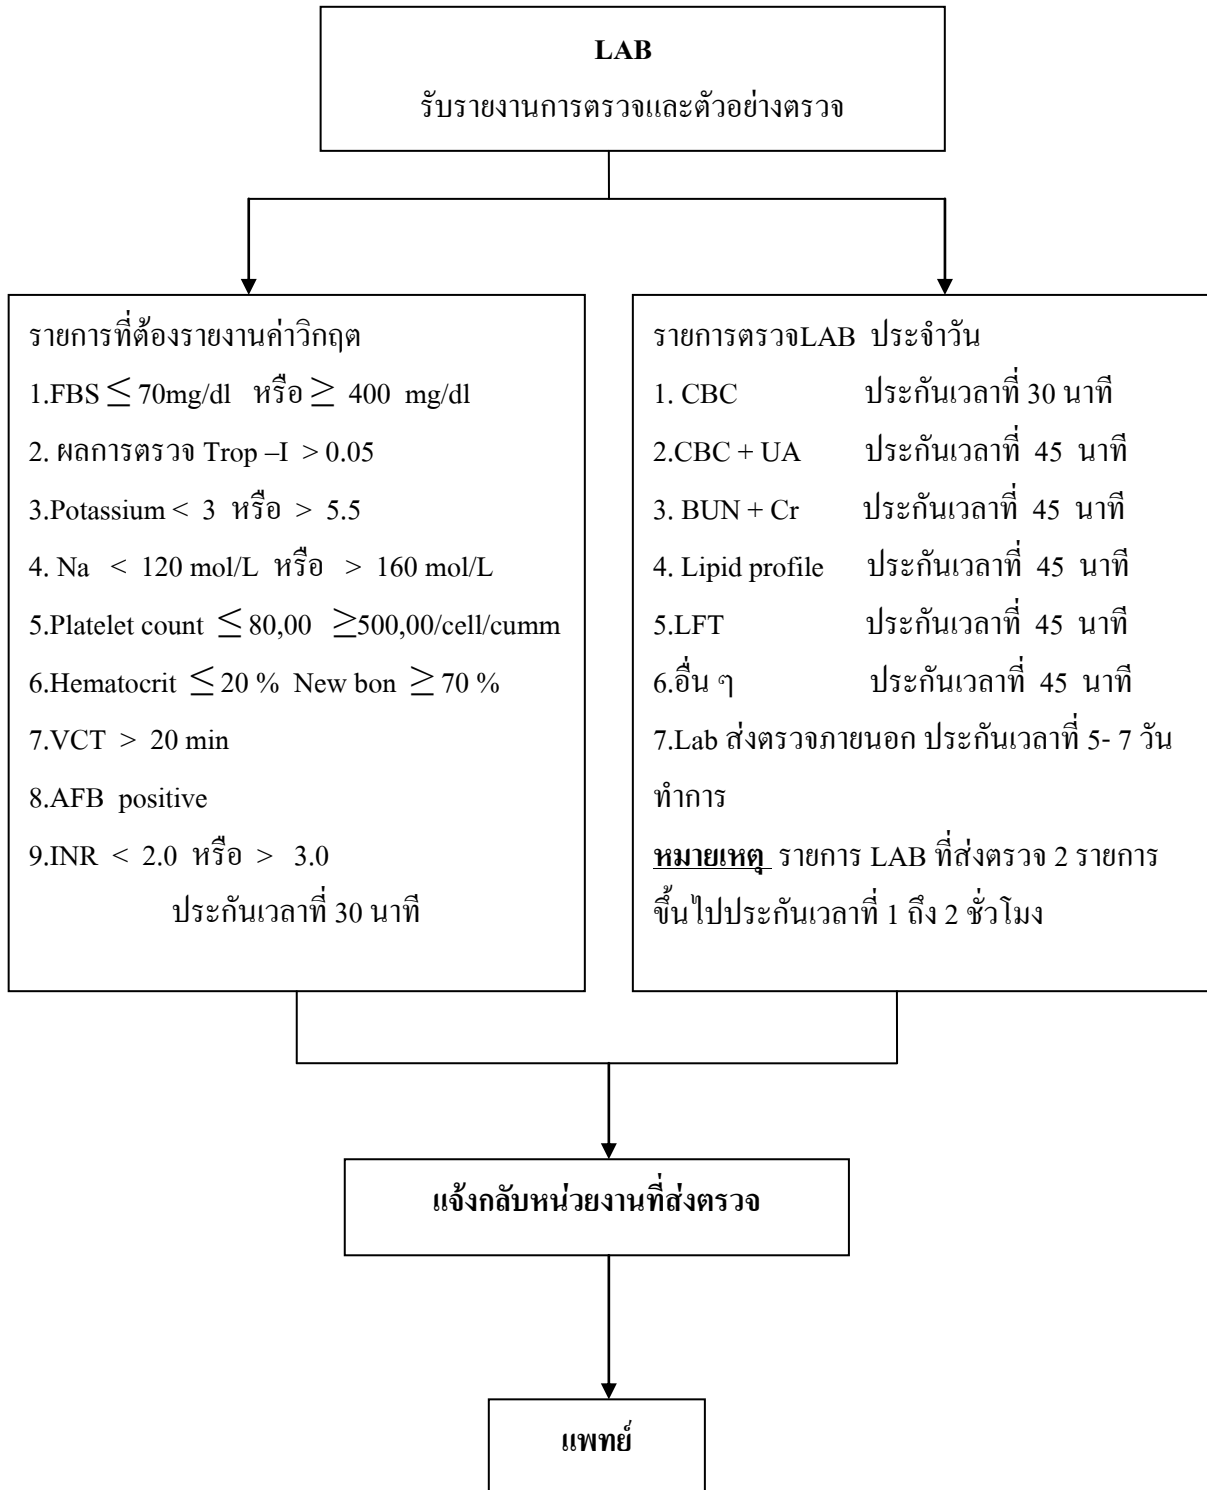 LAB
รับรายงานการตรวจและตัวอย่างตรวจ
รายการที่ต้องรายงานค่าวิกฤต
1.FBS ≤ 70mg/dl หรือ ≥ 400 mg/dl
2. ผลการตรวจ Trop –I > 0.05
3.Potassium < 3 หรือ > 5.5
4. Na < 120 mol/L หรือ > 160 mol/L
5.Platelet count ≤ 80,00 ≥500,00/cell/cumm
6.Hematocrit ≤ 20 % New bon ≥ 70 %
7.VCT > 20 min
8.AFB positive
9.INR < 2.0 หรือ > 3.0
ประกันเวลาที่ 30 นาที
รายการตรวจLAB ประจำวัน
1. CBC ประกันเวลาที่ 30 นาที
2.CBC + UA ประกันเวลาที่ 45 นาที
3. BUN + Cr ประกันเวลาที่ 45 นาที
4. Lipid profile ประกันเวลาที่ 45 นาที
5.LFT ประกันเวลาที่ 45 นาที
6.อื่น ๆ ประกันเวลาที่ 45 นาที
7.Lab ส่งตรวจภายนอก ประกันเวลาที่ 5- 7 วัน
ทำการ
หมายเหตุ รายการ LAB ที่ส่งตรวจ 2 รายการ
ขึ้นไปประกันเวลาที่ 1 ถึง 2 ชั่วโมง
แจ้งกลับหน่วยงานที่ส่งตรวจ
แพทย์